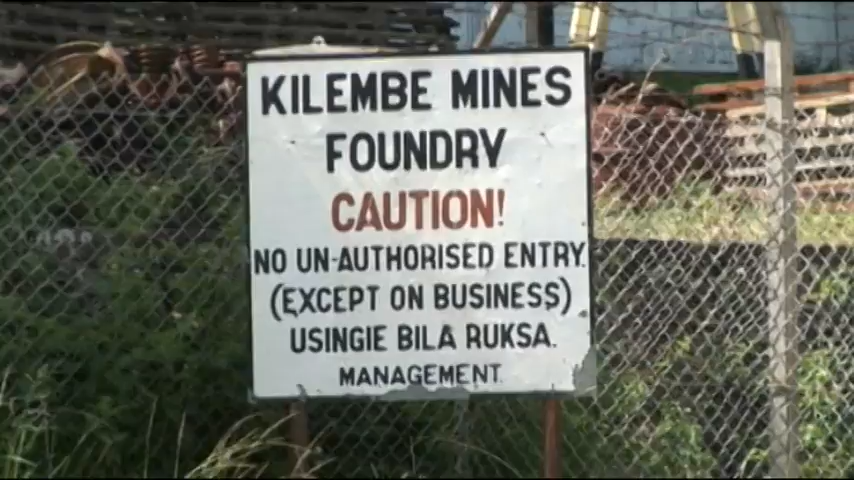 KILEMBE MINES
FOUNDRY
CAUTION!
NO UN-AUTHORISED ENTRY.
(EXCEPT ON BUSINESS)
USINGIE BILA RUKSA.
MANAGEMENT.